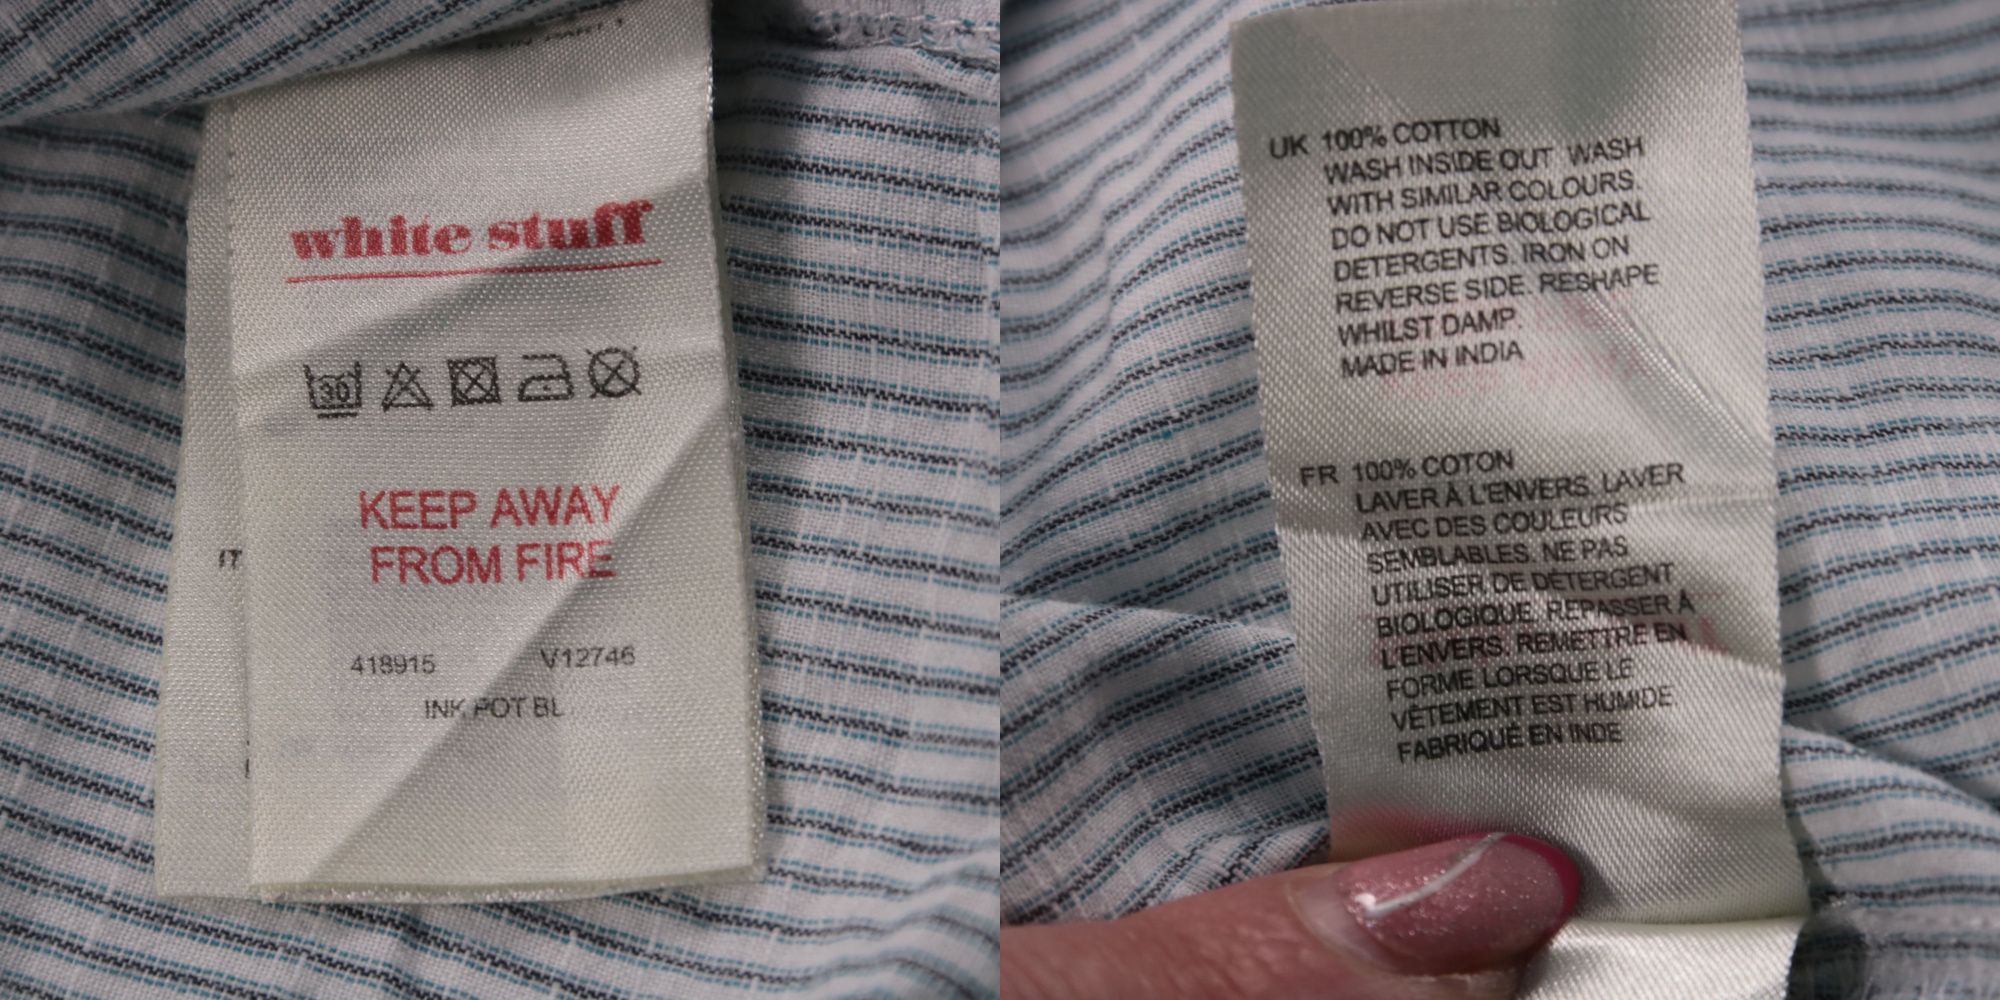 white stuff
30
KEEP AWAY
FROM FIRE
418915 V12746
INK POT BL
IT
UK 100% COTTON
WASH INSIDE OUT WASH
WITH SIMILAR COLOURS.
DO NOT USE BIOLOGICAL
DETERGENTS. IRON ON
REVERSE SIDE. RESHAPE
WHILST DAMP.
MADE IN INDIA
FR 100% COTON
LAVER À L'ENVERS. LAVER
AVEC DES COULEURS
SEMBLABLES. NE PAS
UTILISER DE DÉTERGENT
BIOLOGIQUE. REPASSER À
L'ENVERS. REMETTRE EN
FORME LORSQUE LE
VÊTEMENT EST HUMIDE
FABRIQUÉ EN INDE